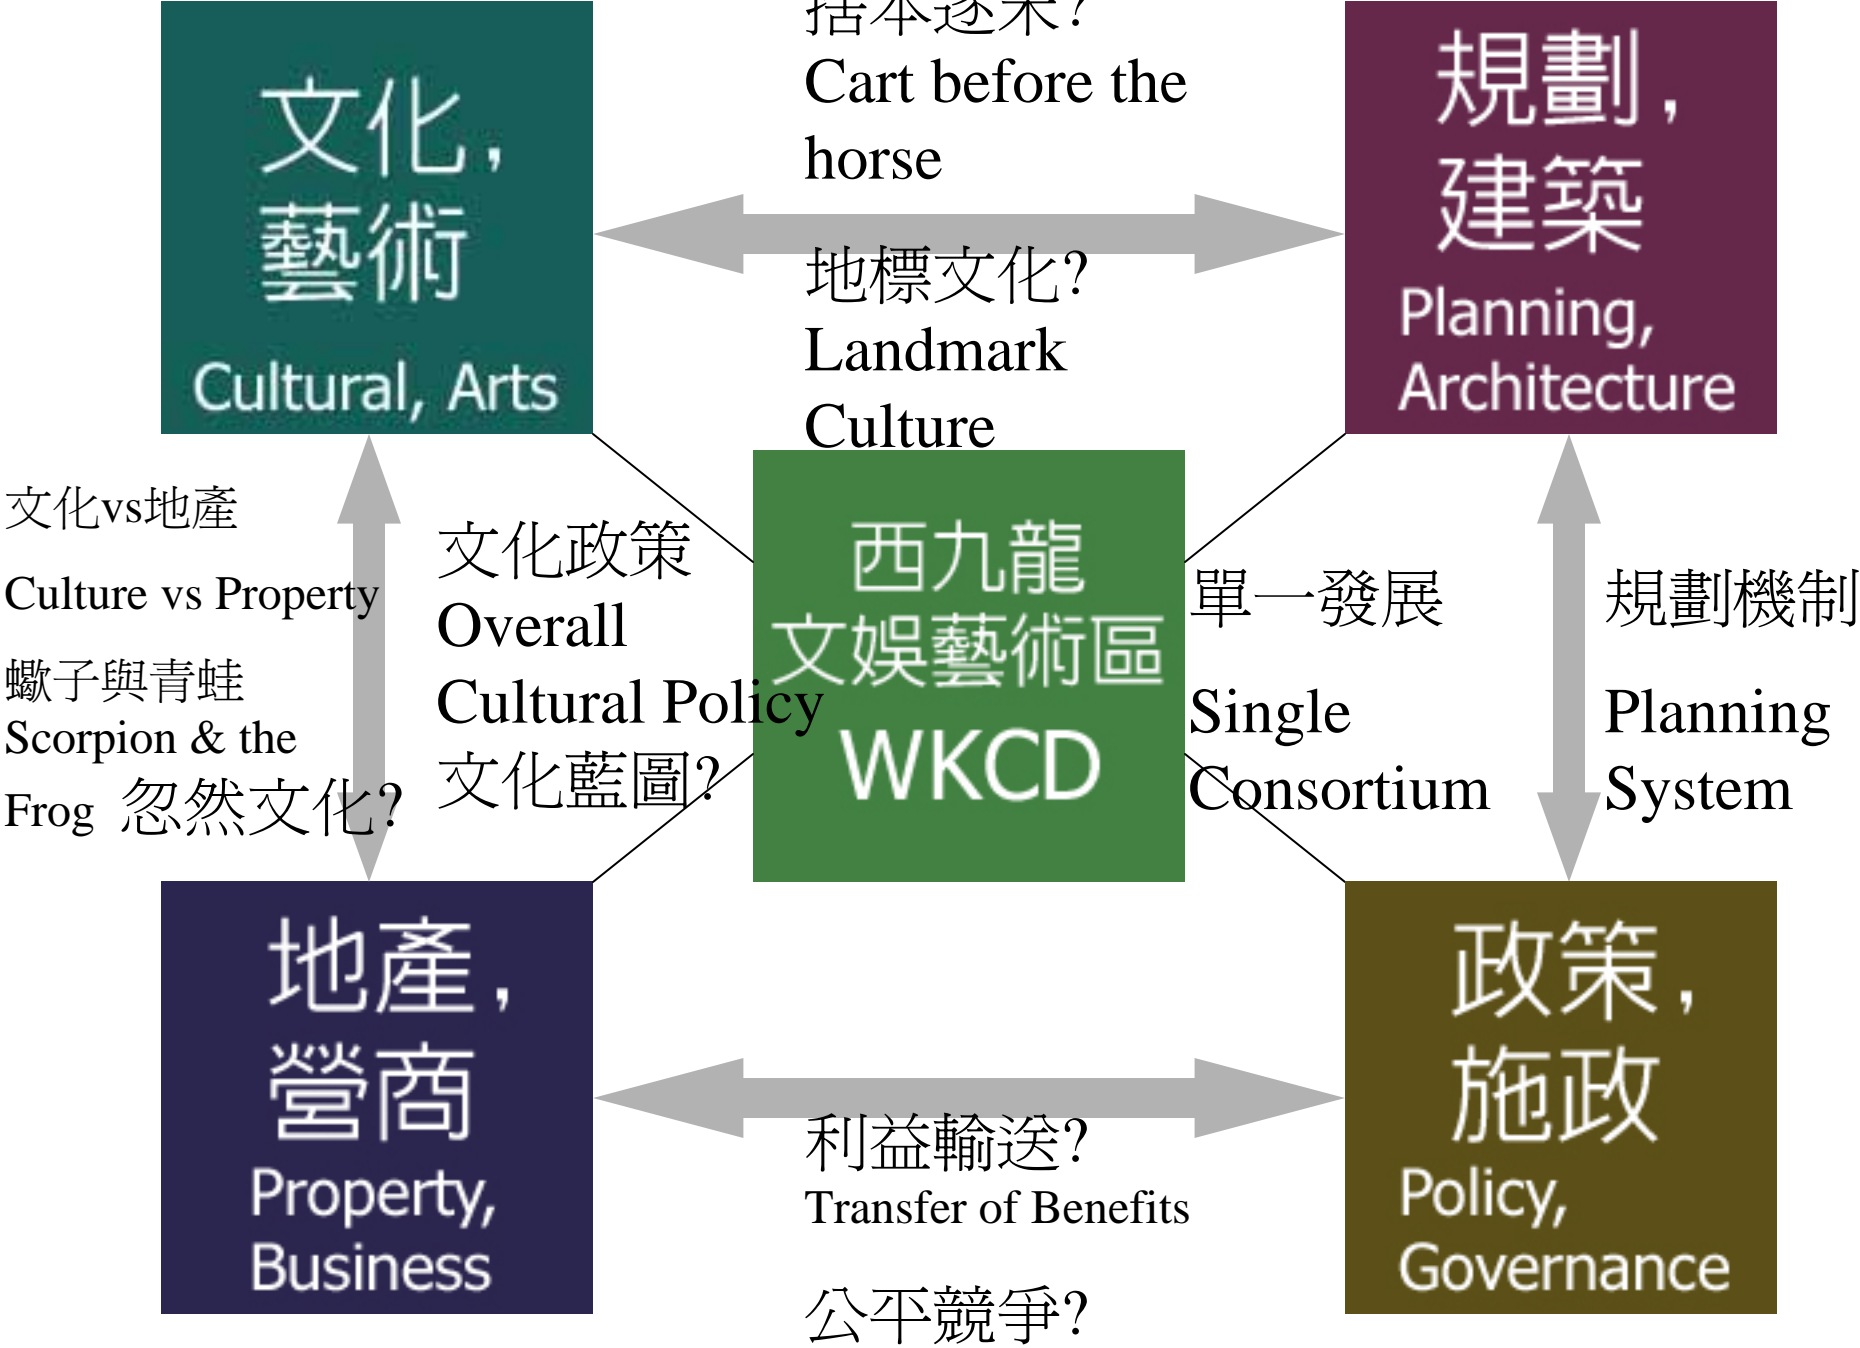 文化,
藝術
Cultural, Arts
括本逐末?
Cart before the
horse
地標文化?
Landmark
Culture
規劃,
建築
Planning,
Architecture
文化vs地產
Culture vs Property
蠍子與青蛙
Scorpion & the
Frog 忽然文化?
文化政策
Overall
Cultural Policy
文化藍圖?
西九龍
文娛藝術區
WKCD
單一發展
Single
Consortium
規劃機制
Planning
System
地產,
營商
Property,
Business
利益輸送?
Transfer of Benefits
公平競爭?
政策,
施政
Policy,
Governance